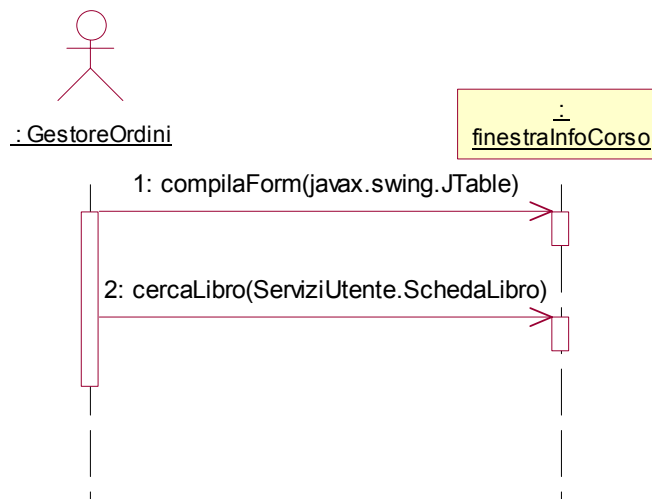 : GestoreOrdini
:
finestraInfoCorso
1: compilaForm(javax.swing.JTable)
2: cercaLibro(ServiziUtente.SchedaLibro)